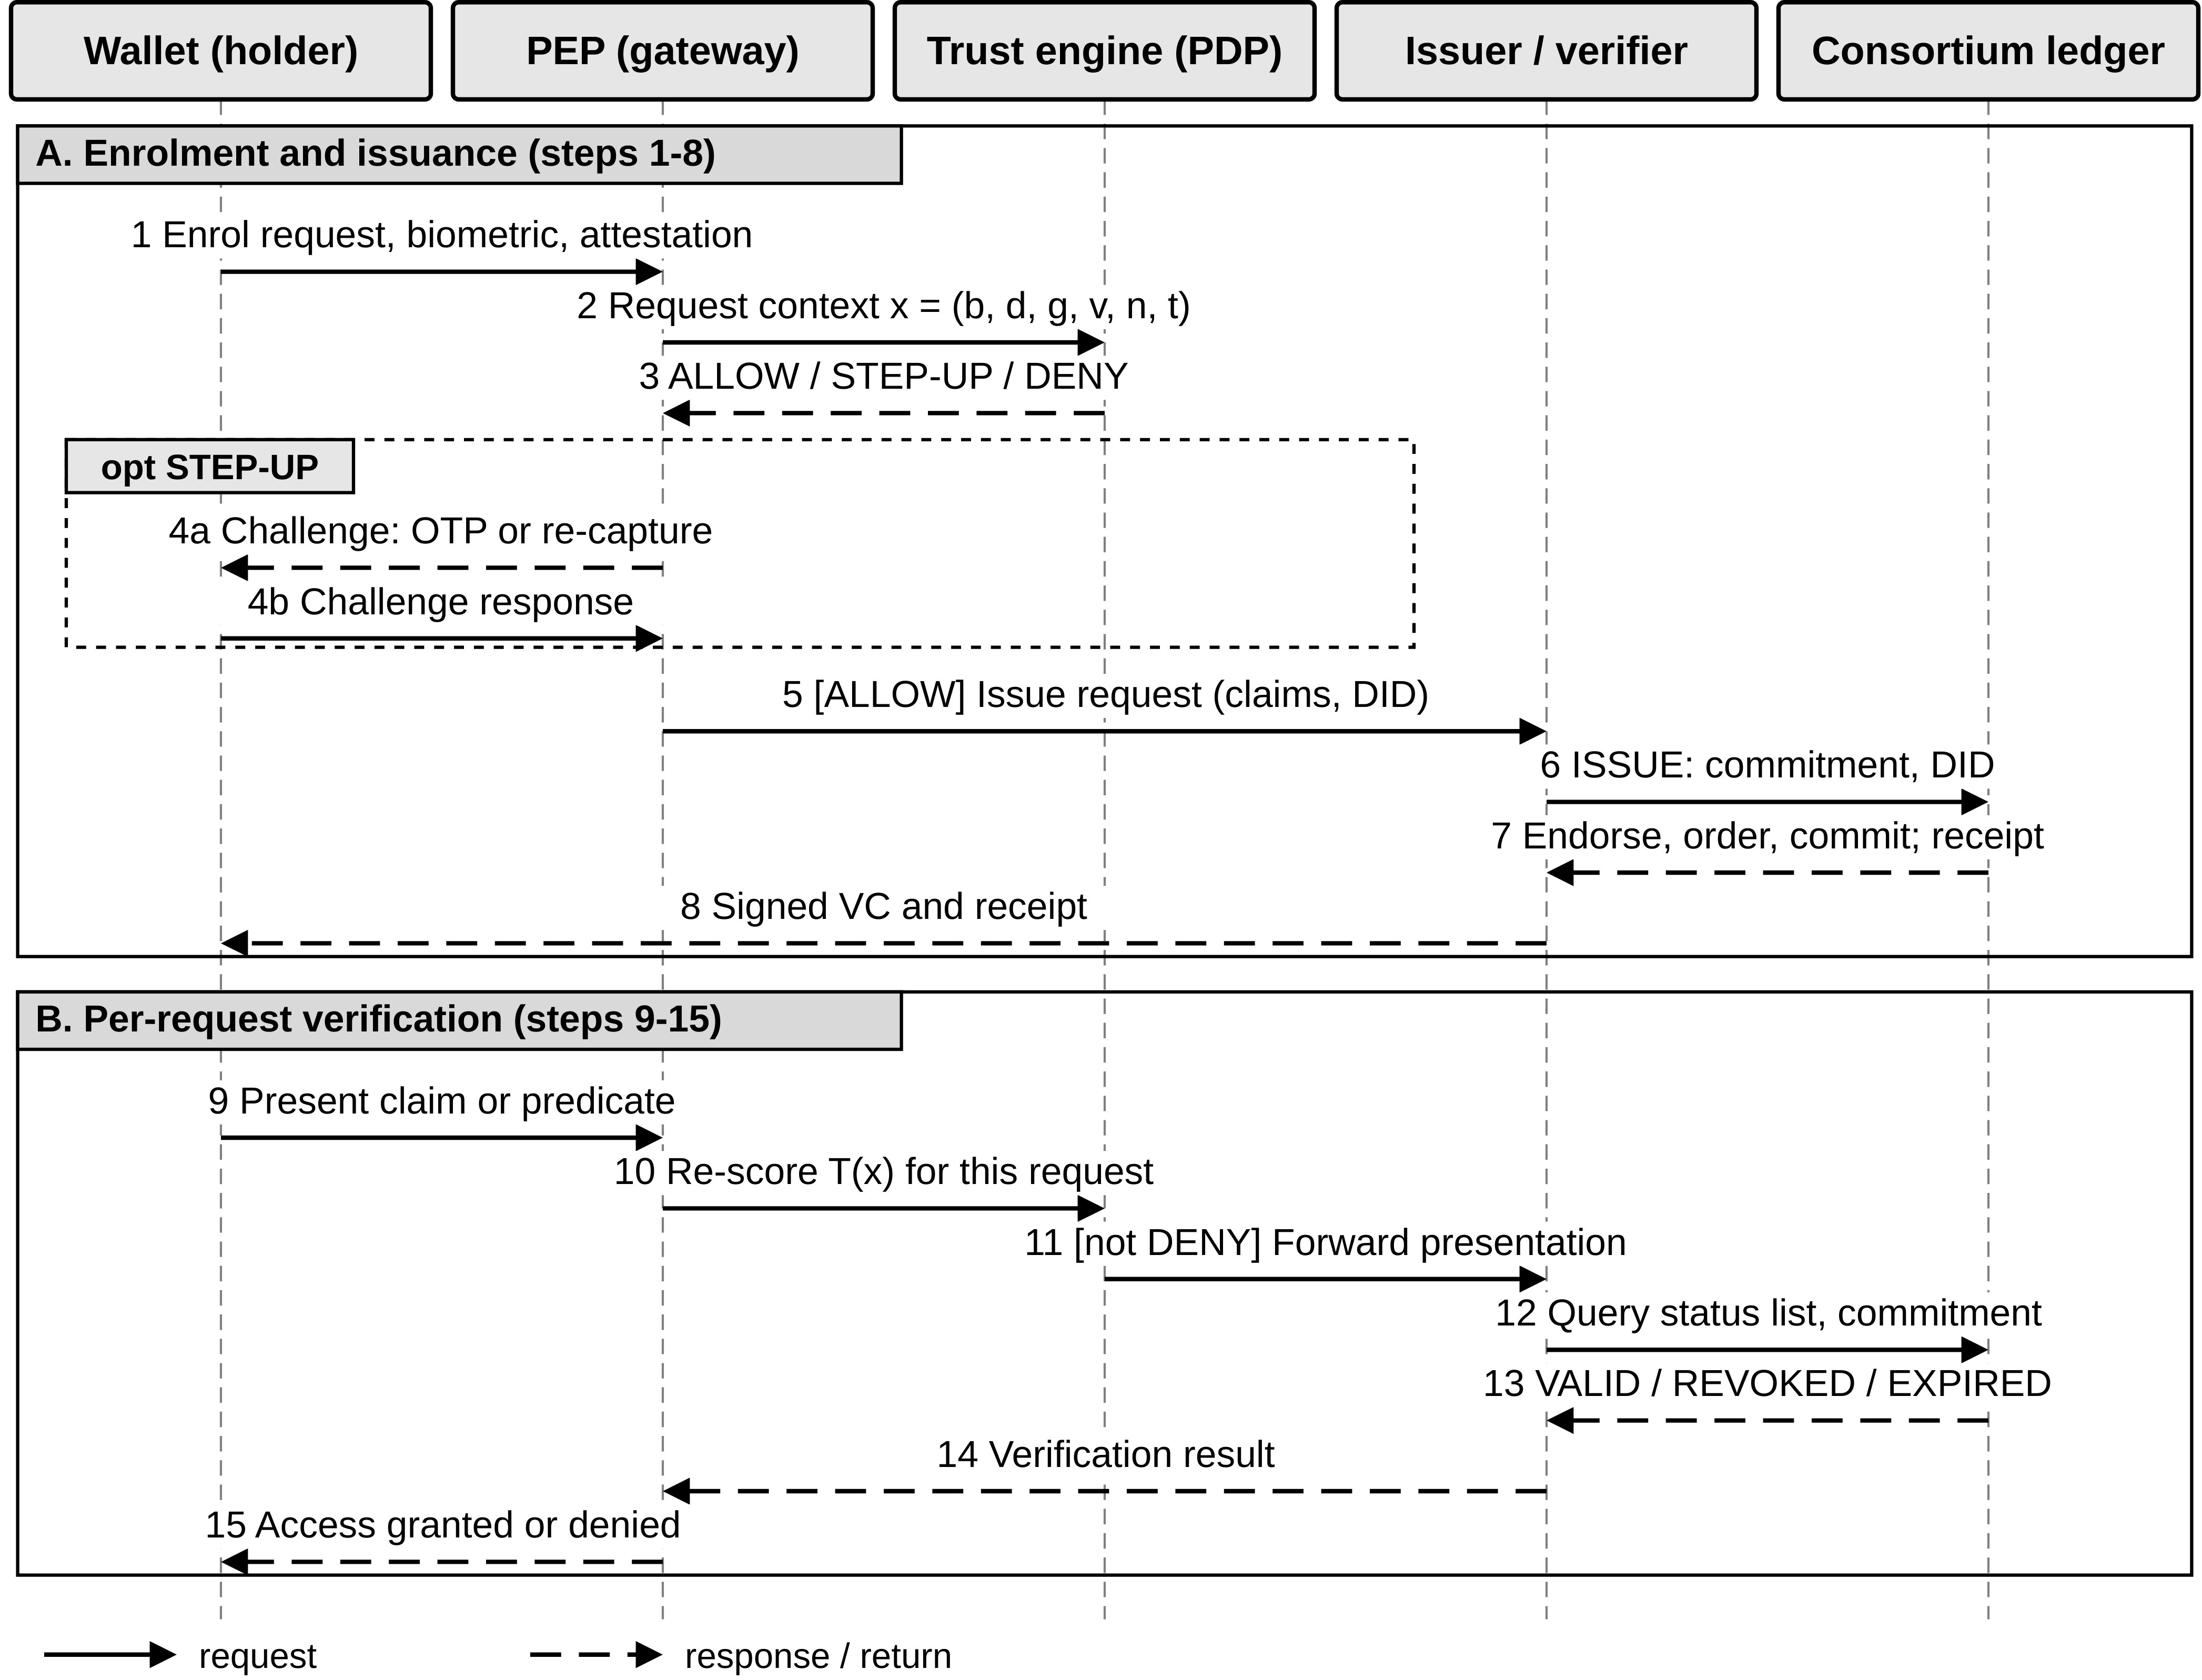 Wallet (holder)
PEP (gateway)
Trust engine (PDP)
Issuer / verifier
Consortium ledger
A. Enrolment and issuance (steps 1-8)
1 Enrol request, biometric, attestation
2 Request context x = (b, d, g, v, n, t)
3 ALLOW / STEP-UP / DENY
opt STEP-UP
4a Challenge: OTP or re-capture
4b Challenge response
5 [ALLOW] Issue request (claims, DID)
6 ISSUE: commitment, DID
7 Endorse, order, commit; receipt
8 Signed VC and receipt
B. Per-request verification (steps 9-15)
9 Present claim or predicate
10 Re-score T(x) for this request
11 [not DENY] Forward presentation
12 Query status list, commitment
13 VALID / REVOKED / EXPIRED
14 Verification result
15 Access granted or denied
request
response / return